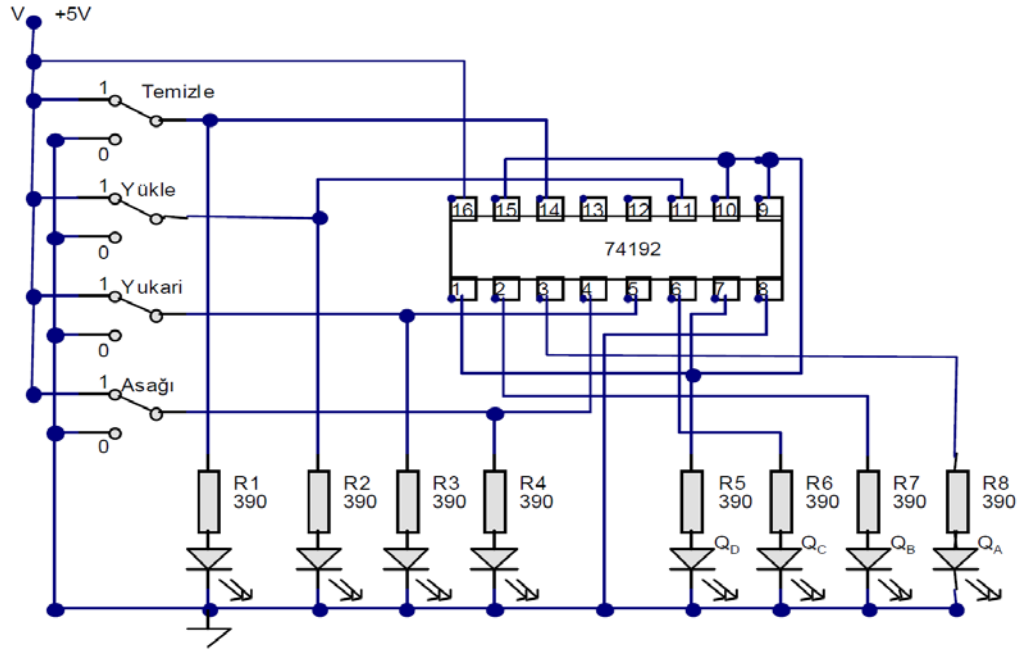 V +5V
1 Temizle
0
1 Yükle
0
1 Yukari
0
1 Asağı
0
16 15 14 13 12 11 10 9
74192
1 2 3 4 5 6 7 8
R1 R2 R3 R4 R5 R6 R7 R8
390 390 390 390 390 390 390 390
QD QC QB QA